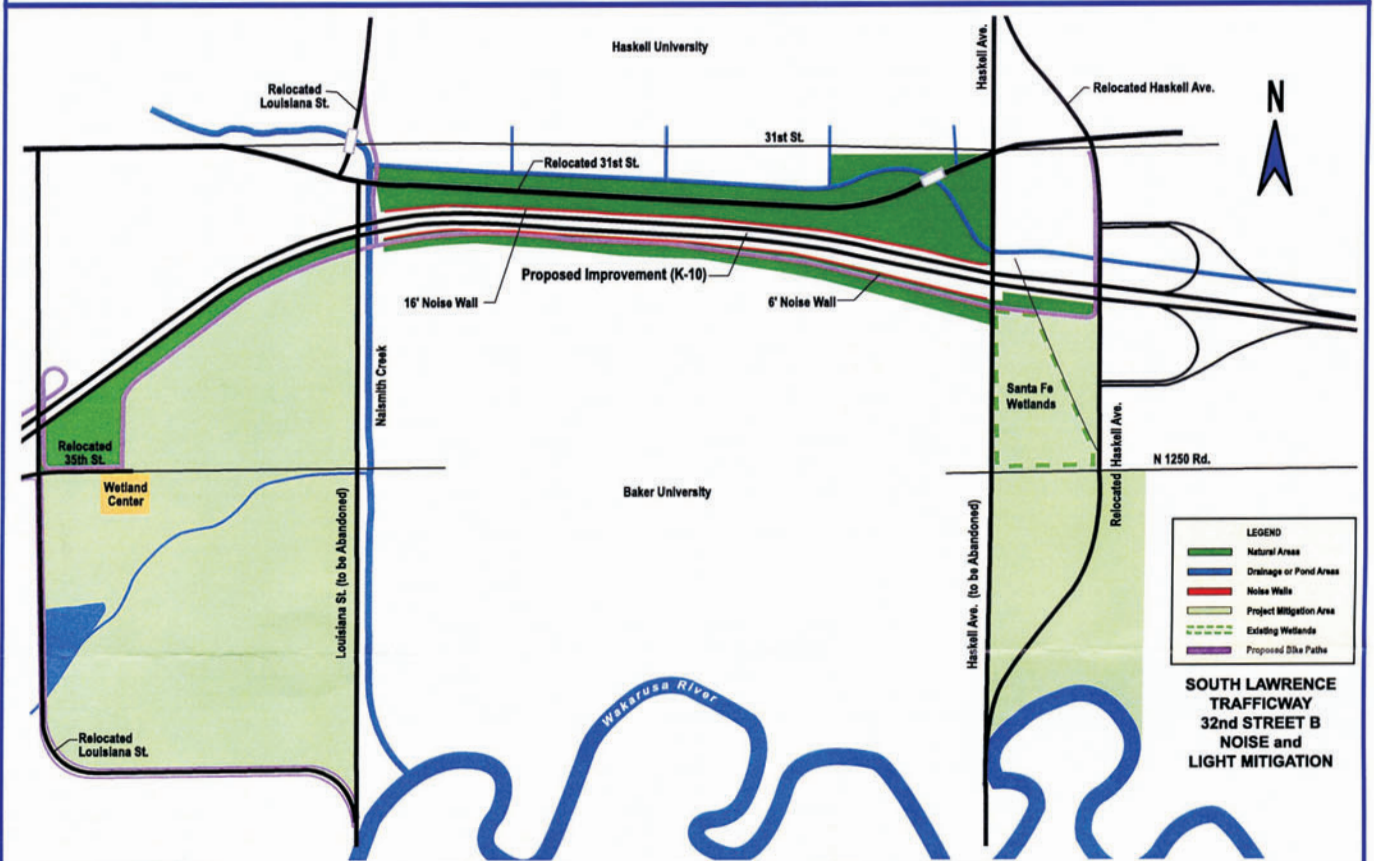 Haskell University
Haskell Ave.
Relocated
Louisiana St.
Relocated Haskell Ave.
N
31st St.
Relocated 31st St.
Proposed Improvement (K-10)
16' Noise Wall
6' Noise Wall
Naismith Creek
Santa Fe
Wetlands
Relocated Haskell Ave.
Relocated
35th St.
N 1250 Rd.
Wetland
Center
Baker University
Louisiana St. (to be Abandoned)
Haskell Ave. (to be Abandoned)
LEGEND
Natural Areas
Drainage or Pond Areas
Noise Walls
Project Mitigation Area
Existing Wetlands
Proposed Bike Paths
Wakarusa River
SOUTH LAWRENCE
TRAFFICWAY
32nd STREET B
NOISE and
LIGHT MITIGATION
Relocated
Louisiana St.